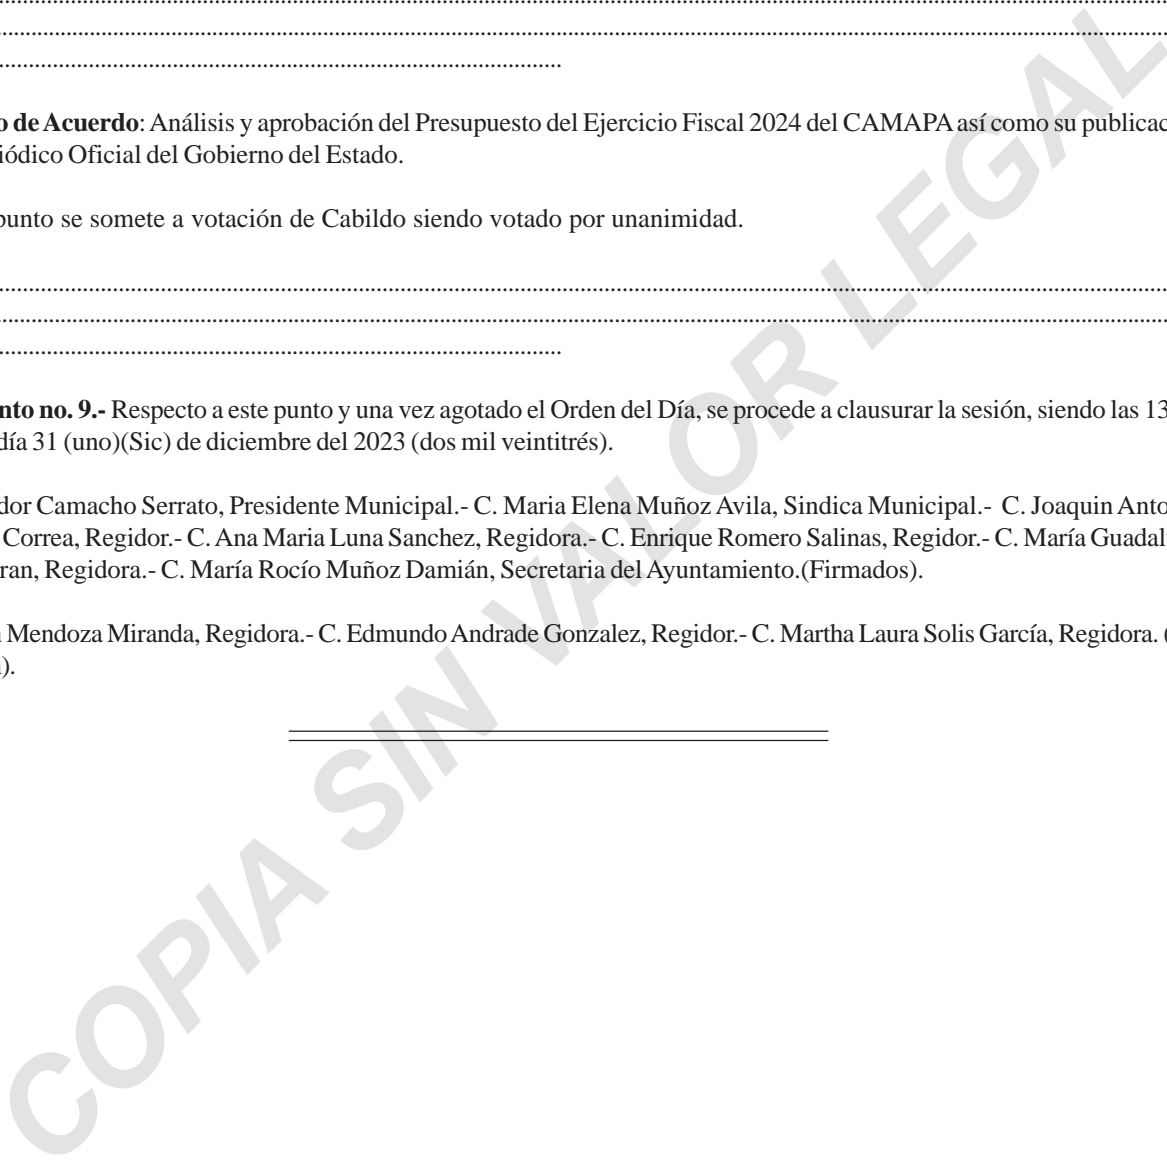 ........................................................................................................................
........................................................................................................................
..........................................................................................
o de Acuerdo: Análisis y aprobación del Presupuesto del Ejercicio Fiscal 2024 del CAMAPA así como su publicac
iódico Oficial del Gobierno del Estado.
punto se somete a votación de Cabildo siendo votado por unanimidad.
........................................................................................................................
........................................................................................................................
..........................................................................................
nto no. 9.- Respecto a este punto y una vez agotado el Orden del Día, se procede a clausurar la sesión, siendo las 13
día 31 (uno)(Sic) de diciembre del 2023 (dos mil veintitrés).
dor Camacho Serrato, Presidente Municipal.- C. Maria Elena Muñoz Avila, Sindica Municipal.- C. Joaquin Anto
Correa, Regidor.- C. Ana Maria Luna Sanchez, Regidora.- C. Enrique Romero Salinas, Regidor.- C. María Guadal
ran, Regidora.- C. María Rocío Muñoz Damián, Secretaria del Ayuntamiento.(Firmados).
Mendoza Miranda, Regidora.- C. Edmundo Andrade Gonzalez, Regidor.- C. Martha Laura Solis García, Regidora. (
).
COPIA SIN VALOR LEGAL